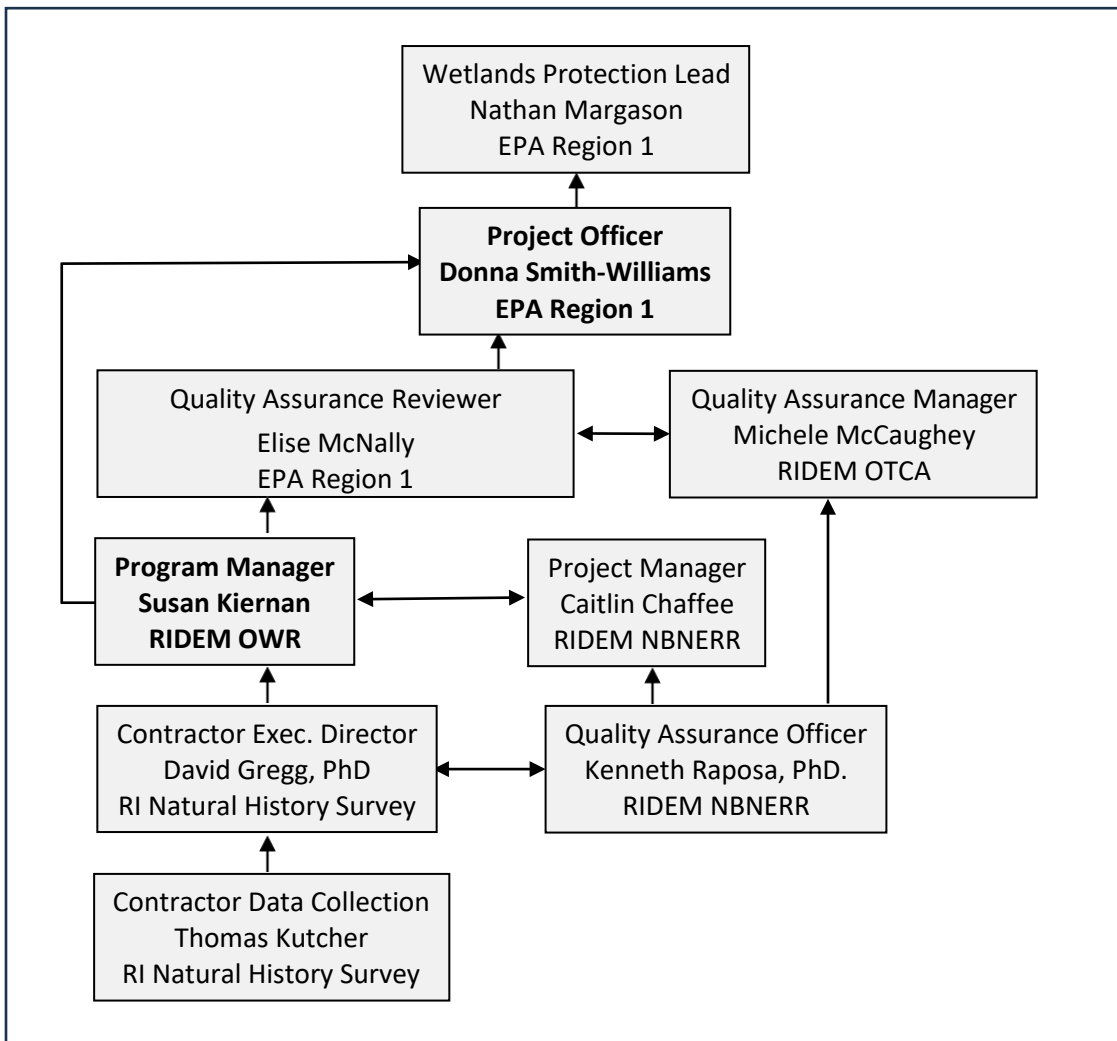 Wetlands Protection Lead
Nathan Margason
EPA Region 1
Project Officer
Donna Smith-Williams
EPA Region 1
Quality Assurance Reviewer
Elise McNally
EPA Region 1
Quality Assurance Manager
Michele McCaughey
RIDEM OTCA
Program Manager
Susan Kiernan
RIDEM OWR
Project Manager
Caitlin Chaffee
RIDEM NBNERR
Contractor Exec. Director
David Gregg, PhD
RI Natural History Survey
Quality Assurance Officer
Kenneth Raposa, PhD.
RIDEM NBNERR
Contractor Data Collection
Thomas Kutcher
RI Natural History Survey